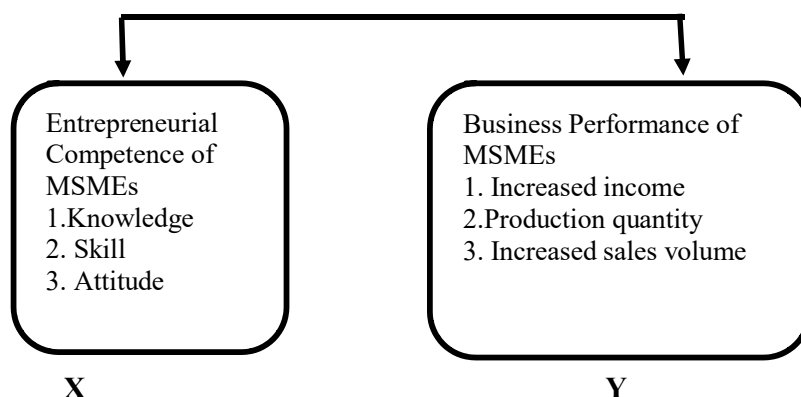 Entrepreneurial
Competence of
MSMEs
1.Knowledge
2. Skill
3. Attitude
Business Performance of
MSMEs
1. Increased income
2.Production quantity
3. Increased sales volume
X
Y